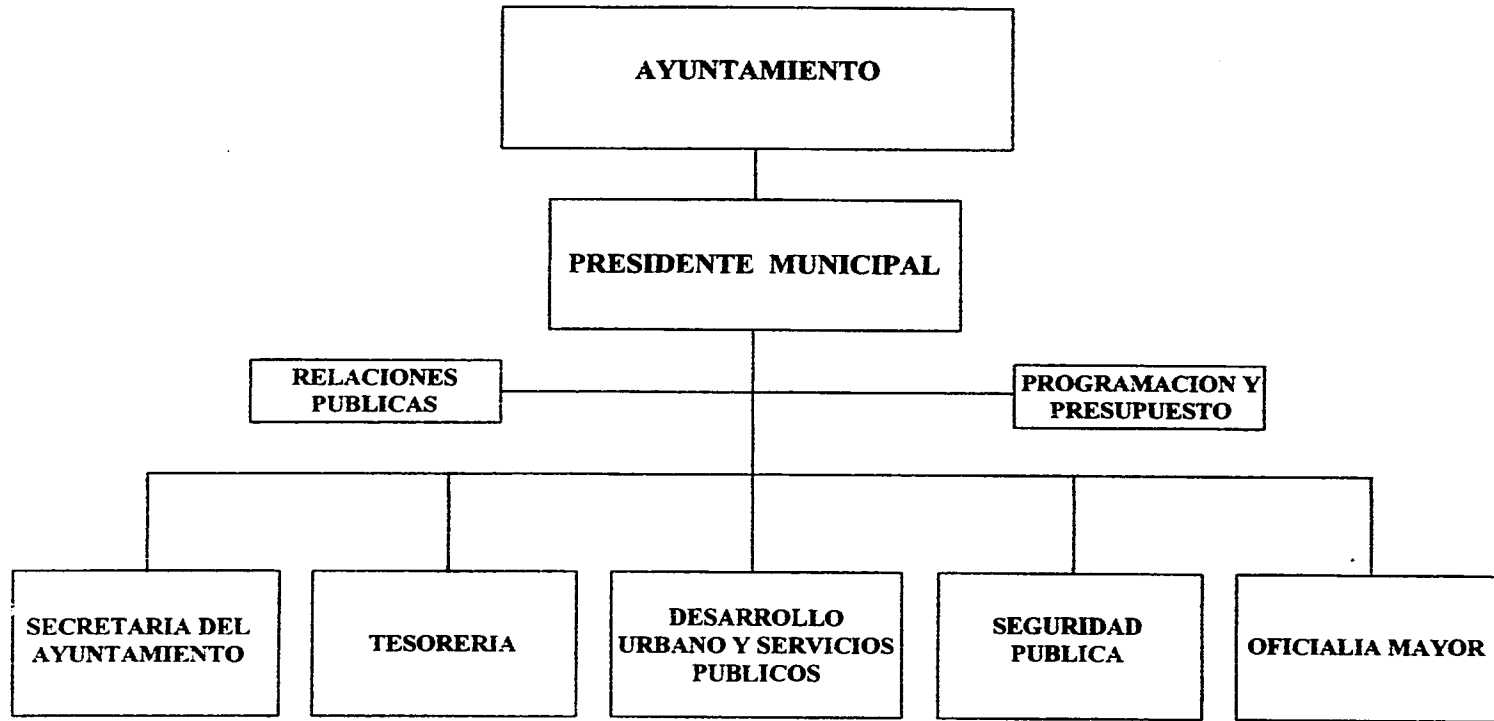 AYUNTAMIENTO
PRESIDENTE MUNICIPAL
RELACIONES
PUBLICAS
PROGRAMACION Y
PRESUPUESTO
SECRETARIA DEL
AYUNTAMIENTO
TESORERIA
DESARROLLO
URBANO Y SERVICIOS
PUBLICOS
SEGURIDAD
PUBLICA
OFICIALIA MAYOR